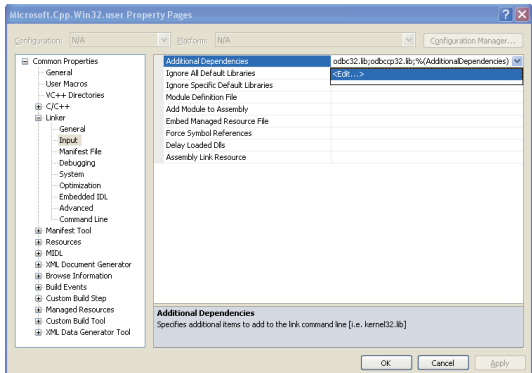 Microsoft.Cpp.Win32.user Property Pages
Configuration: N/A Platform: N/A Configuration Manager...
Common Properties
General
User Macros
VC++ Directories
C/C++
Linker
General
Input
Manifest File
Debugging
System
Optimization
Embedded IDL
Advanced
Command Line
Manifest Tool
Resources
MIDL
XML Document Generator
Browse Information
Build Events
Custom Build Step
Managed Resources
Custom Build Tool
XML Data Generator Tool
Additional Dependencies odbc32.lib;odbccp32.lib;%(AdditionalDependencies)
Ignore All Default Libraries <Edit...>
Ignore Specific Default Libraries
Module Definition File
Add Module to Assembly
Embed Managed Resource File
Force Symbol References
Delay Loaded Dlls
Assembly Link Resource
Additional Dependencies
Specifies additional items to add to the link command line [i.e. kernel32.lib]
OK Cancel Apply